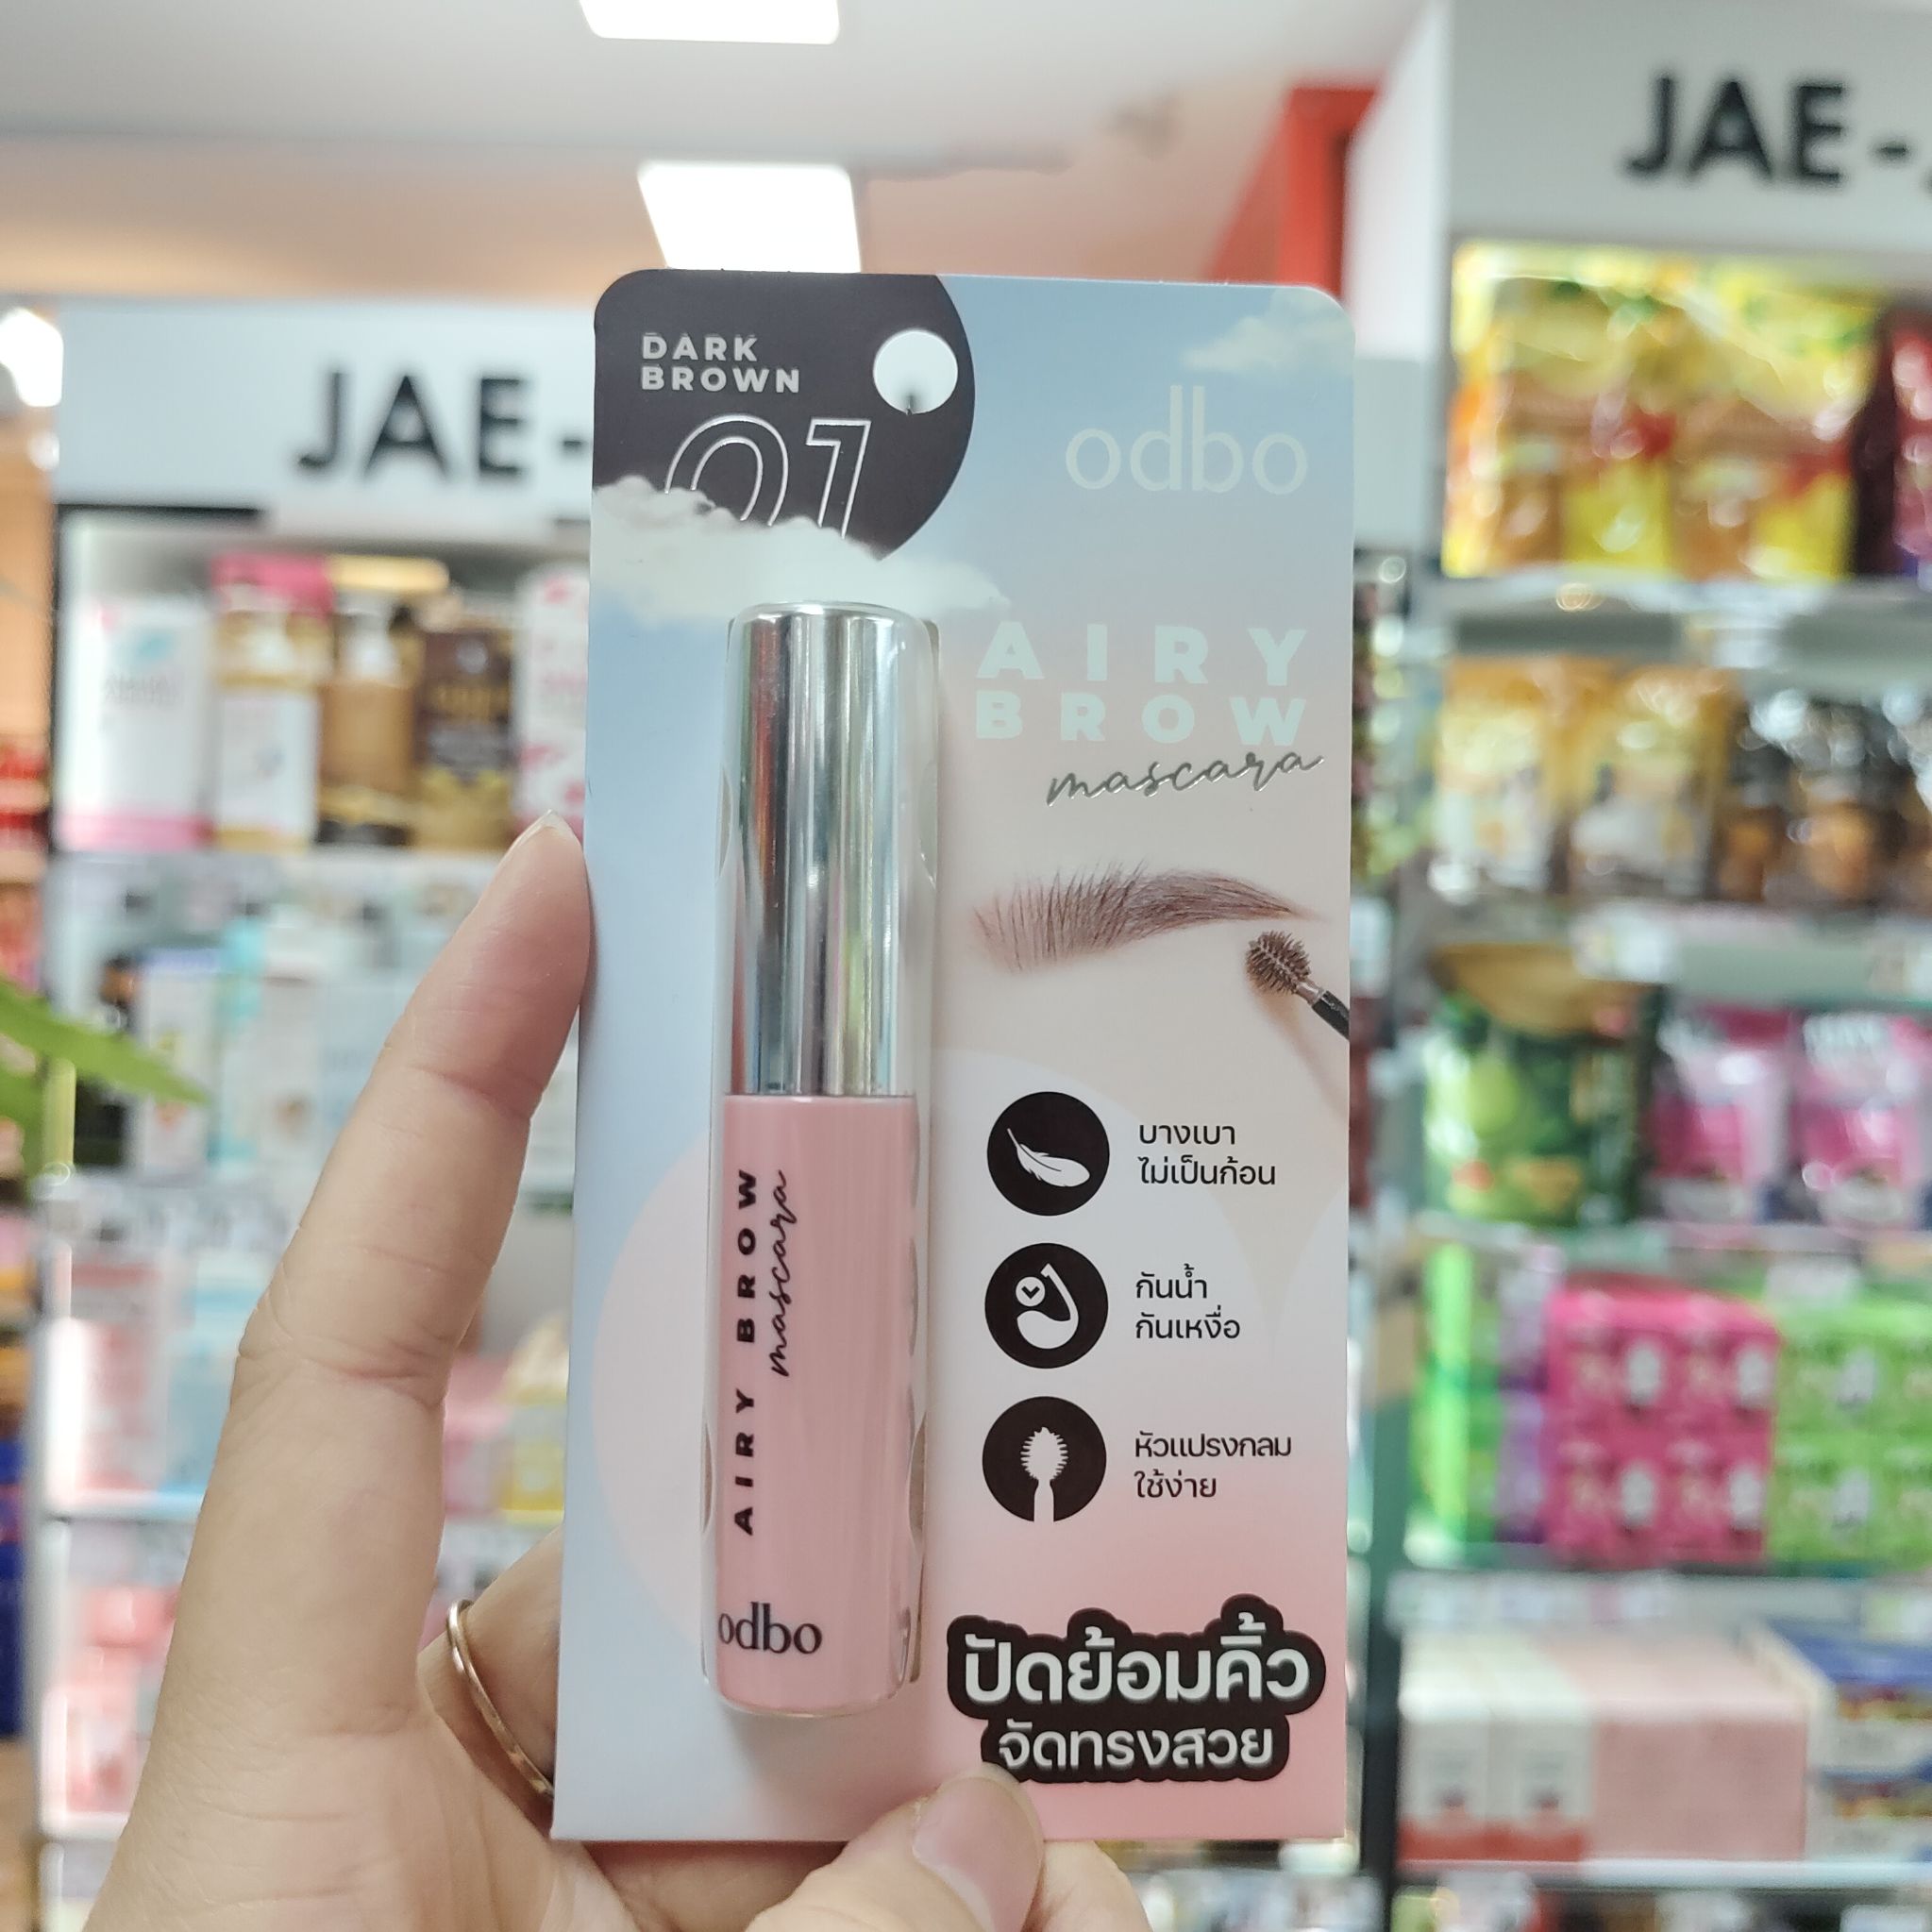 JAE-
JAE-
DARK
BROWN
01
odbo
AIRY
BROW
mascara
บางเบา
ไม่เป็นก้อน
กันน้ำ
กันเหงื่อ
หัวแปรงกลม
ใช้ง่าย
ปัดย้อมคิ้ว
จัดทรงสวย
AIRY BROW
mascara
odbo